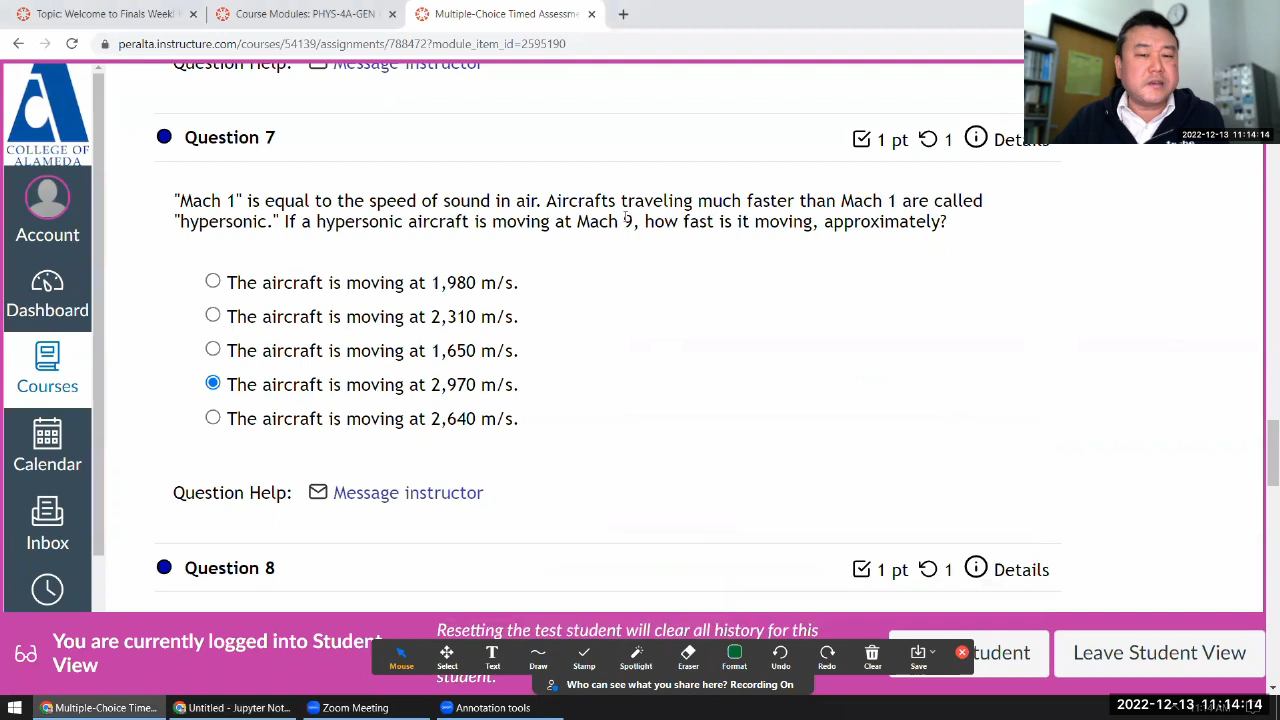 Topic: Welcome to Finals Week!
Course Modules: PHYS-4A-GEN
Multiple-Choice Timed Assessme
peralta.instructure.com/courses/54139/assignments/788472?module_item_id=2595190
Question Help: Message instructor
COLLEGE OF
ALAMEDA
Account
Dashboard
Courses
Calendar
Inbox
Question 7
1 pt 1 Details
"Mach 1" is equal to the speed of sound in air. Aircrafts traveling much faster than Mach 1 are called
"hypersonic." If a hypersonic aircraft is moving at Mach 9, how fast is it moving, approximately?
The aircraft is moving at 1,980 m/s.
The aircraft is moving at 2,310 m/s.
The aircraft is moving at 1,650 m/s.
The aircraft is moving at 2,970 m/s.
The aircraft is moving at 2,640 m/s.
Question Help: Message instructor
Question 8
1 pt 1 Details
2022-12-13 11:14:14
You are currently logged into Student
View
Resetting the test student will clear all history for this
student.
tudent
Leave Student View
Mouse Select Text Draw Stamp Spotlight Eraser Format Undo Redo Clear Save
Who can see what you share here? Recording On
Multiple-Choice Time...
Untitled - Jupyter Not...
Zoom Meeting
Annotation tools
2022-12-13 11:14:14